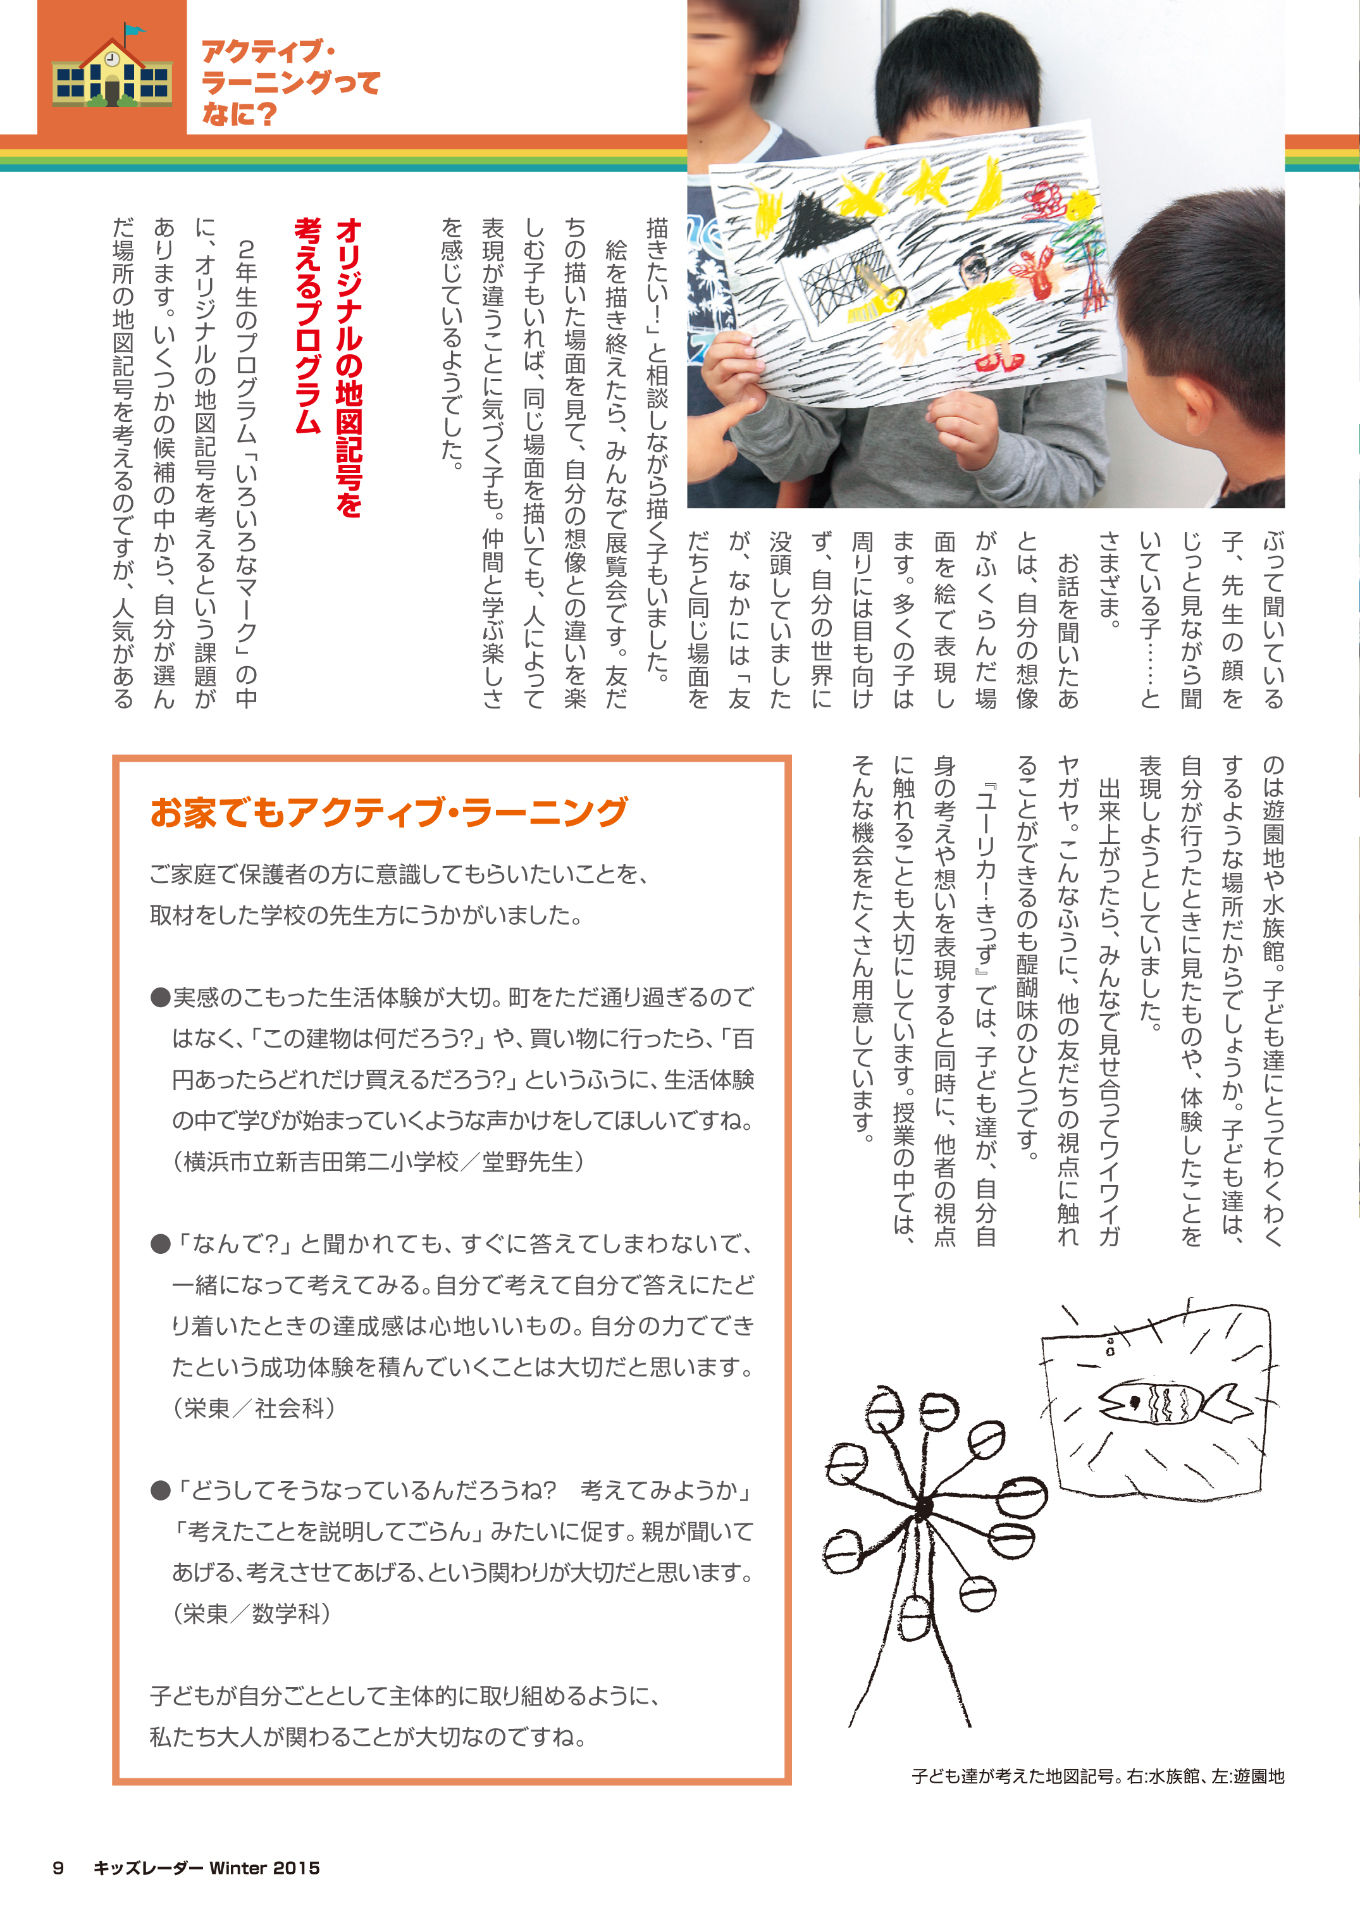 アクティブ・
ラーニングって
なに？
ぶって聞いている
子、先生の顔を
じっと見ながら聞
いている子……と
さまざま。
お話を聞いたあ
とは、自分の想像
がふくらんだ場
面を絵で表現し
ます。多くの子は
周りには目も向け
ず、自分の世界に
没頭していました
が、なかには「友
だちと同じ場面を
描きたい！」と相談しながら描く子もいました。
絵を描き終えたら、みんなで展覧会です。友だ
ちの描いた場面を見て、自分の想像との違いを楽
しむ子もいれば、同じ場面を描いても、人によって
表現が違うことに気づく子も。仲間と学ぶ楽しさ
を感じているようでした。
オリジナルの地図記号を
考えるプログラム
２年生のプログラム「いろいろなマーク」の中
に、オリジナルの地図記号を考えるという課題が
あります。いくつかの候補の中から、自分が選ん
だ場所の地図記号を考えるのですが、人気がある
のは遊園地や水族館。子ども達にとってわくわく
するような場所だからでしょうか。子ども達は、
自分が行ったときに見たものや、体験したことを
表現しようとしていました。
出来上がったら、みんなで見せ合ってワイワイガ
ヤガヤ。こんなふうに、他の友だちの視点に触れ
ることができるのも醍醐味のひとつです。
『ユーリカ！きっず』では、子ども達が、自分自
身の考えや想いを表現すると同時に、他者の視点
に触れることも大切にしています。授業の中では、
そんな機会をたくさん用意しています。
お家でもアクティブ・ラーニング
ご家庭で保護者の方に意識してもらいたいことを、
取材をした学校の先生方にうかがいました。
●実感のこもった生活体験が大切。町をただ通り過ぎるので
はなく、「この建物は何だろう？」や、買い物に行ったら、「百
円あったらどれだけ買えるだろう？」というふうに、生活体験
の中で学びが始まっていくような声かけをしてほしいですね。
（横浜市立新吉田第二小学校／堂野先生）
●「なんで？」と聞かれても、すぐに答えてしまわないで、
一緒になって考えてみる。自分で考えて自分で答えにたど
り着いたときの達成感は心地いいもの。自分の力ででき
たという成功体験を積んでいくことは大切だと思います。
（栄東／社会科）
●「どうしてそうなっているんだろうね？　考えてみようか」
「考えたことを説明してごらん」みたいに促す。親が聞いて
あげる、考えさせてあげる、という関わりが大切だと思います。
（栄東／数学科）
子どもが自分ごととして主体的に取り組めるように、
私たち大人が関わることが大切なのですね。
子ども達が考えた地図記号。右:水族館、左:遊園地
9 キッズレーダー Winter 2015